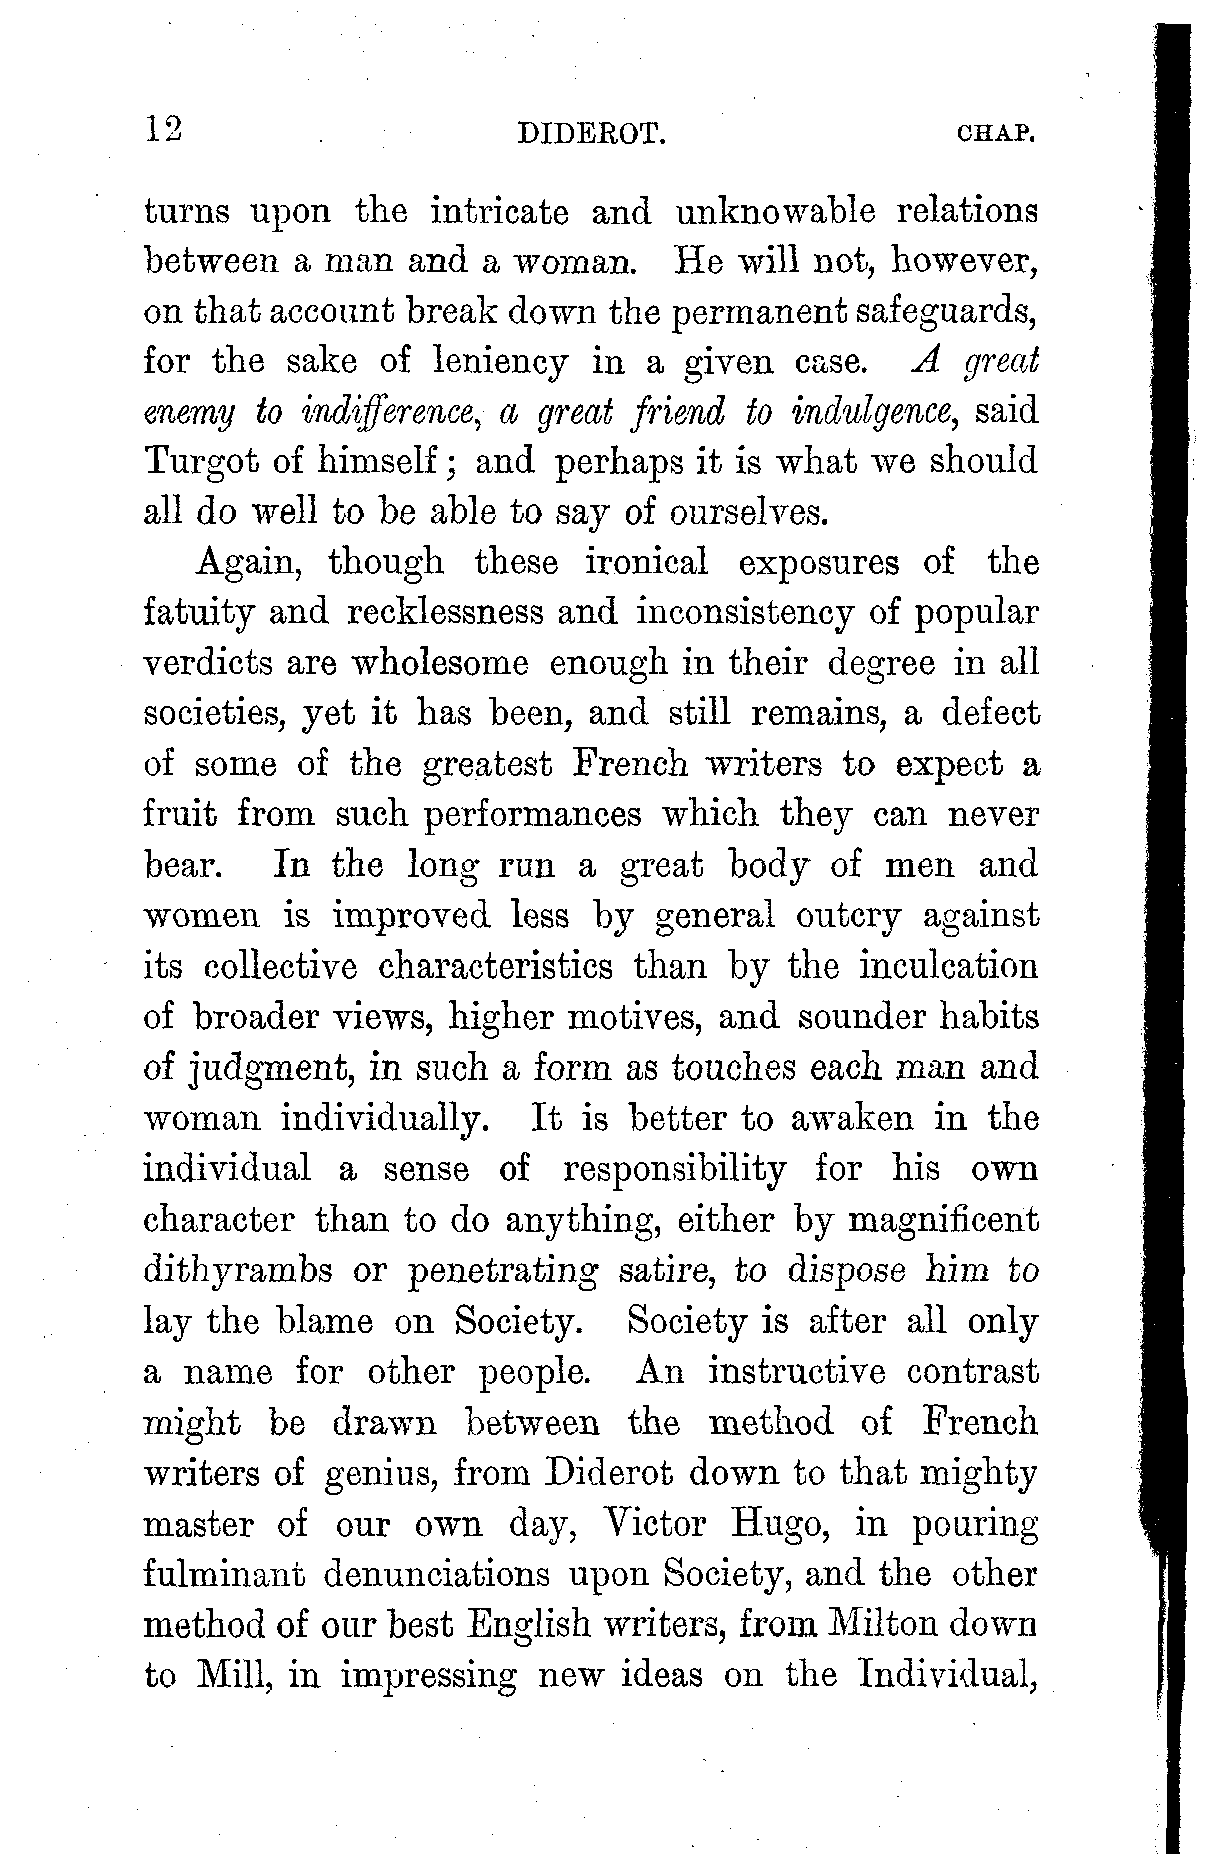 12 DIDEROT. CHAP.
turns upon the intricate and unknowable relations
between a man and a woman. He will not, however,
on that account break down the permanent safeguards,
for the sake of leniency in a given case. A great
enemy to indifference, a great friend to indulgence, said
Turgot of himself; and perhaps it is what we should
all do well to be able to say of ourselves.
Again, though these ironical exposures of the
fatuity and recklessness and inconsistency of popular
verdicts are wholesome enough in their degree in all
societies, yet it has been, and still remains, a defect
of some of the greatest French writers to expect a
fruit from such performances which they can never
bear. In the long run a great body of men and
women is improved less by general outcry against
its collective characteristics than by the inculcation
of broader views, higher motives, and sounder habits
of judgment, in such a form as touches each man and
woman individually. It is better to awaken in the
individual a sense of responsibility for his own
character than to do anything, either by magnificent
dithyrambs or penetrating satire, to dispose him to
lay the blame on Society. Society is after all only
a name for other people. An instructive contrast
might be drawn between the method of French
writers of genius, from Diderot down to that mighty
master of our own day, Victor Hugo, in pouring
fulminant denunciations upon Society, and the other
method of our best English writers, from Milton down
to Mill, in impressing new ideas on the Individual,